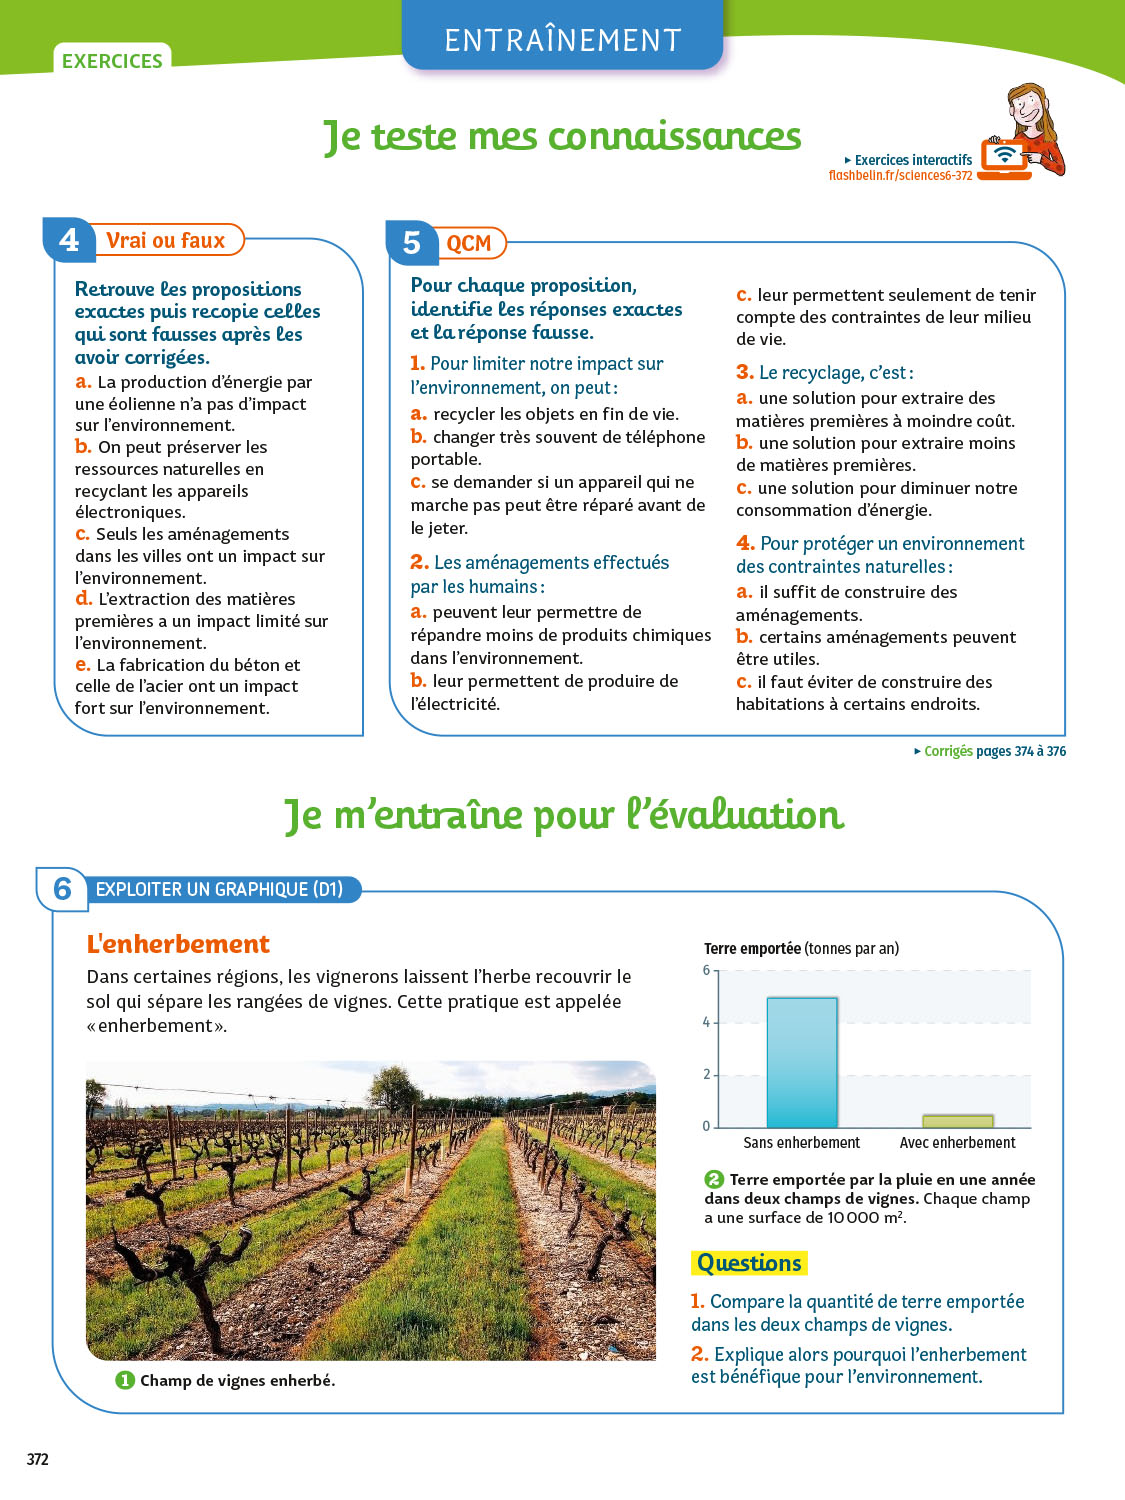 EXERCICES
ENTRAÎNEMENT
Je teste mes connaissances
▸ Exercices interactifs
flashbelin.fr/sciences6-372
4 Vrai ou faux
Retrouve les propositions
exactes puis recopie celles
qui sont fausses après les
avoir corrigées.
a. La production d’énergie par
une éolienne n’a pas d’impact
sur l’environnement.
b. On peut préserver les
ressources naturelles en
recyclant les appareils
électroniques.
c. Seuls les aménagements
dans les villes ont un impact sur
l’environnement.
d. L’extraction des matières
premières a un impact limité sur
l’environnement.
e. La fabrication du béton et
celle de l’acier ont un impact
fort sur l’environnement.
5 QCM
Pour chaque proposition,
identifie les réponses exactes
et la réponse fausse.
1. Pour limiter notre impact sur
l’environnement, on peut :
a. recycler les objets en fin de vie.
b. changer très souvent de téléphone
portable.
c. se demander si un appareil qui ne
marche pas peut être réparé avant de
le jeter.
2. Les aménagements effectués
par les humains :
a. peuvent leur permettre de
répandre moins de produits chimiques
dans l’environnement.
b. leur permettent de produire de
l’électricité.
c. leur permettent seulement de tenir
compte des contraintes de leur milieu
de vie.
3. Le recyclage, c’est :
a. une solution pour extraire des
matières premières à moindre coût.
b. une solution pour extraire moins
de matières premières.
c. une solution pour diminuer notre
consommation d’énergie.
4. Pour protéger un environnement
des contraintes naturelles :
a. il suffit de construire des
aménagements.
b. certains aménagements peuvent
être utiles.
c. il faut éviter de construire des
habitations à certains endroits.
▸ Corrigés pages 374 à 376
Je m’entraîne pour l’évaluation
6 EXPLOITER UN GRAPHIQUE (D1)
L'enherbement
Dans certaines régions, les vignerons laissent l’herbe recouvrir le
sol qui sépare les rangées de vignes. Cette pratique est appelée
« enherbement ».
1 Champ de vignes enherbé.
Terre emportée (tonnes par an)
6
4
2
0
Sans enherbement Avec enherbement
2 Terre emportée par la pluie en une année
dans deux champs de vignes. Chaque champ
a une surface de 10 000 m².
Questions
1. Compare la quantité de terre emportée
dans les deux champs de vignes.
2. Explique alors pourquoi l’enherbement
est bénéfique pour l’environnement.
372